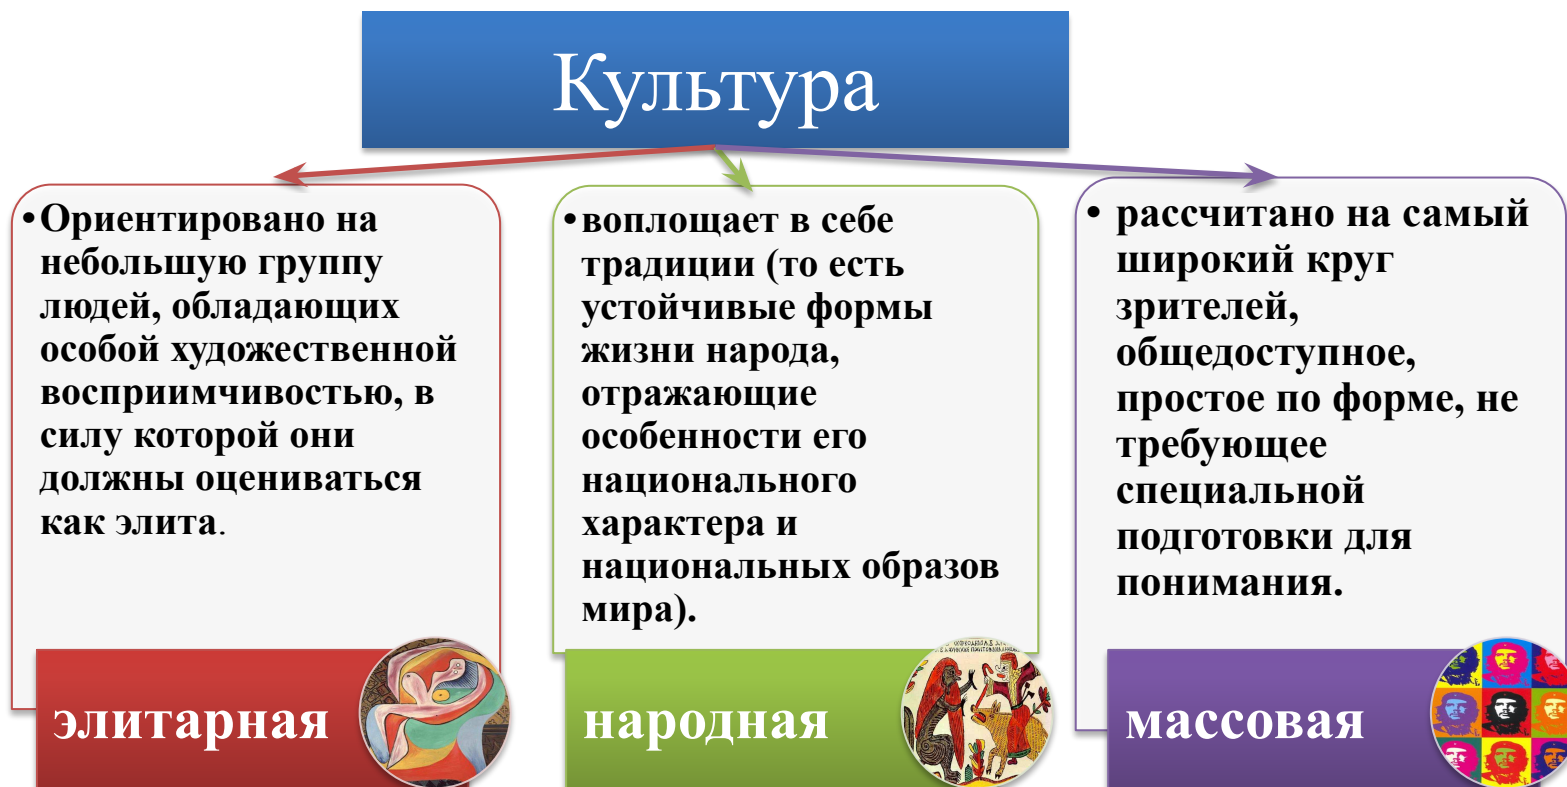 Культура
•Ориентировано на
небольшую группу
людей, обладающих
особой художественной
восприимчивостью, в
силу которой они
должны оцениваться
как элита.
элитарная
•воплощает в себе
традиции (то есть
устойчивые формы
жизни народа,
отражающие
особенности его
национального
характера и
национальных образов
мира).
народная
• рассчитано на самый
широкий круг
зрителей,
общедоступное,
простое по форме, не
требующее
специальной
подготовки для
понимания.
массовая